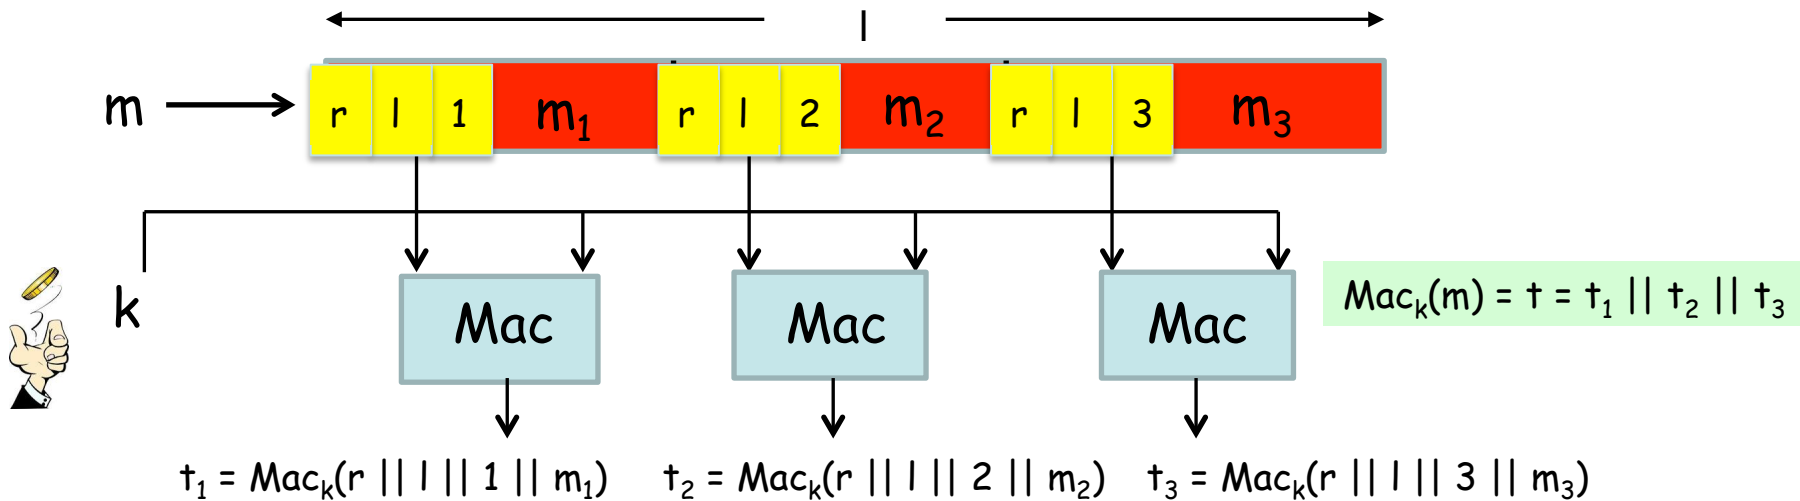 l
m r l 1 m₁ r l 2 m₂ r l 3 m₃
k
Mac Mac Mac
Macₖ(m) = t = t₁ || t₂ || t₃
t₁ = Macₖ(r || l || 1 || m₁) t₂ = Macₖ(r || l || 2 || m₂) t₃ = Macₖ(r || l || 3 || m₃)